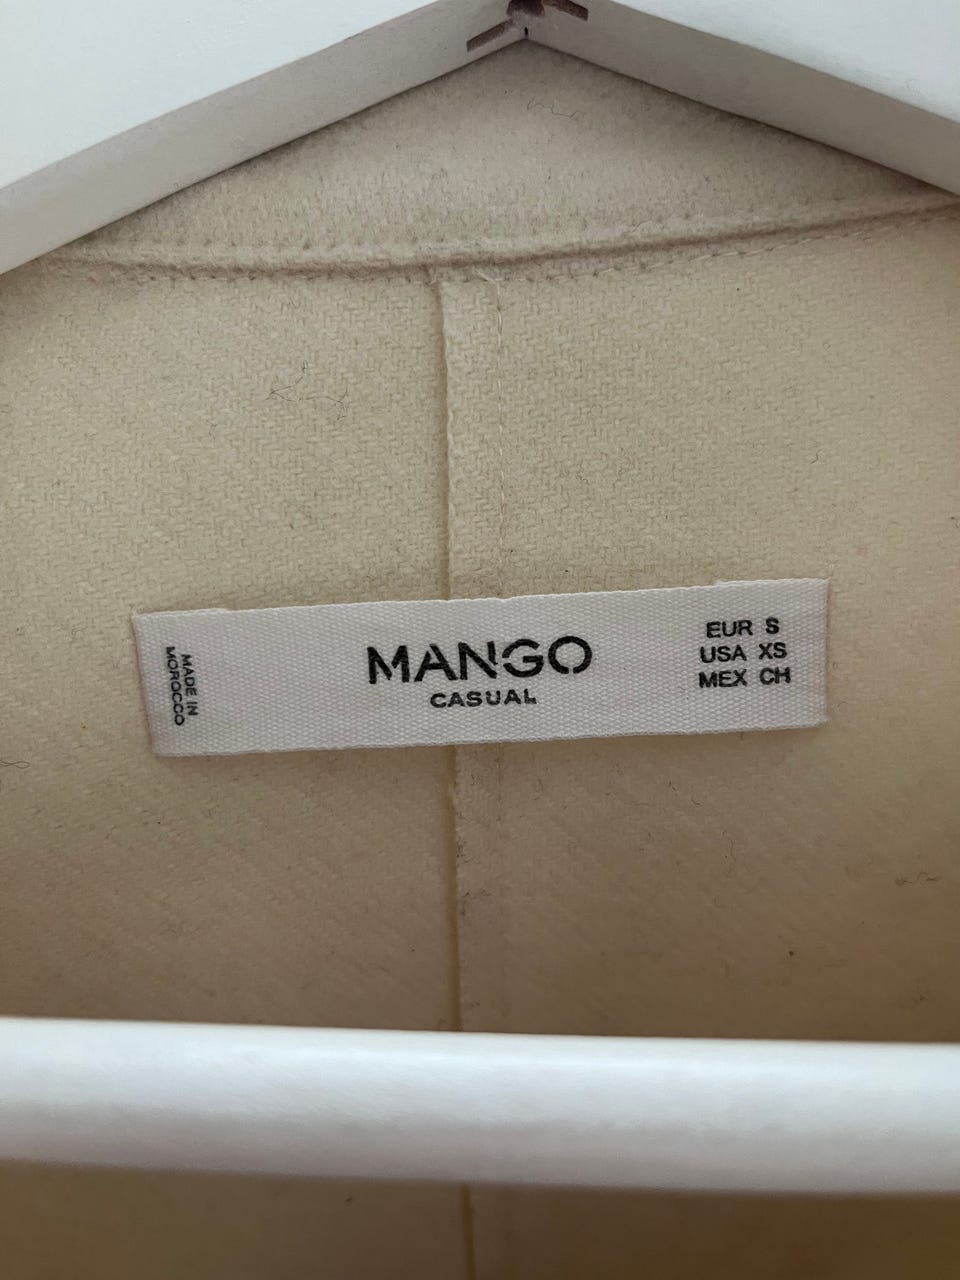 MADE IN
MOROCCO
MANGO
CASUAL
EUR S
USA XS
MEX CH